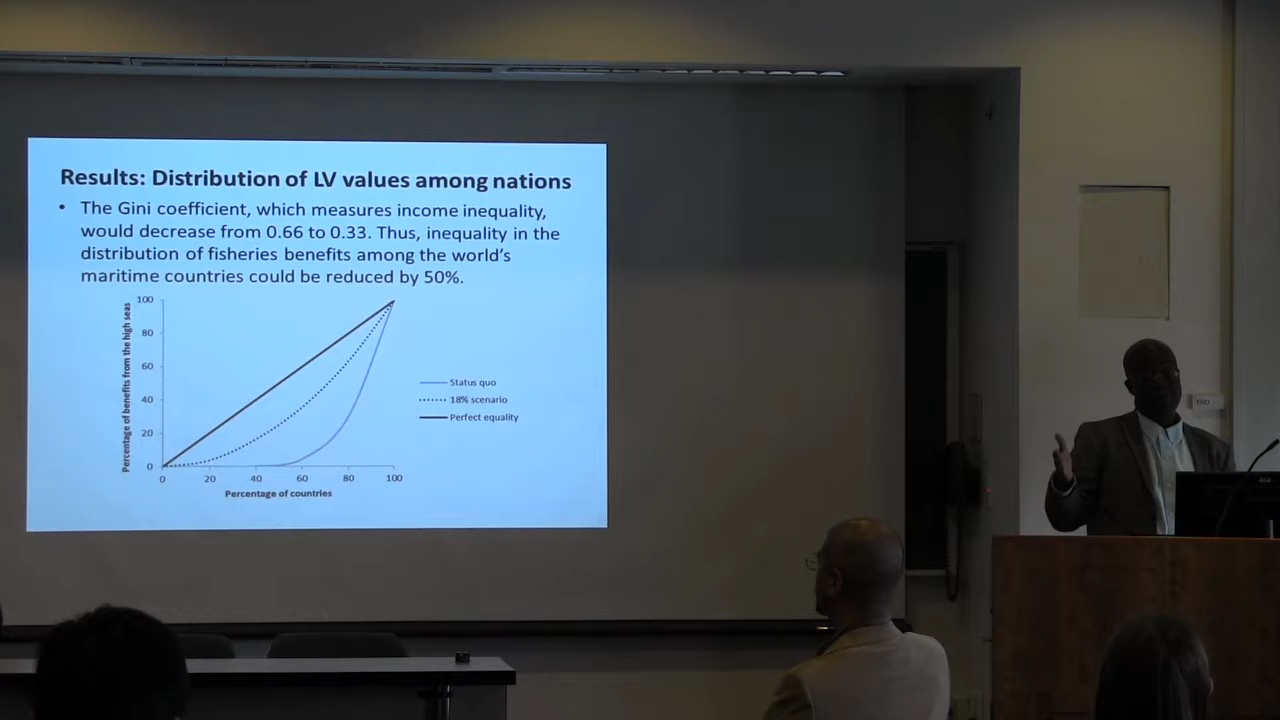 Results: Distribution of LV values among nations
• The Gini coefficient, which measures income inequality,
would decrease from 0.66 to 0.33. Thus, inequality in the
distribution of fisheries benefits among the world's
maritime countries could be reduced by 50%.
Percentage of benefits from the high seas
100
80
60
40
20
0
0 20 40 60 80 100
Percentage of countries
Status quo
18% scenario
Perfect equality